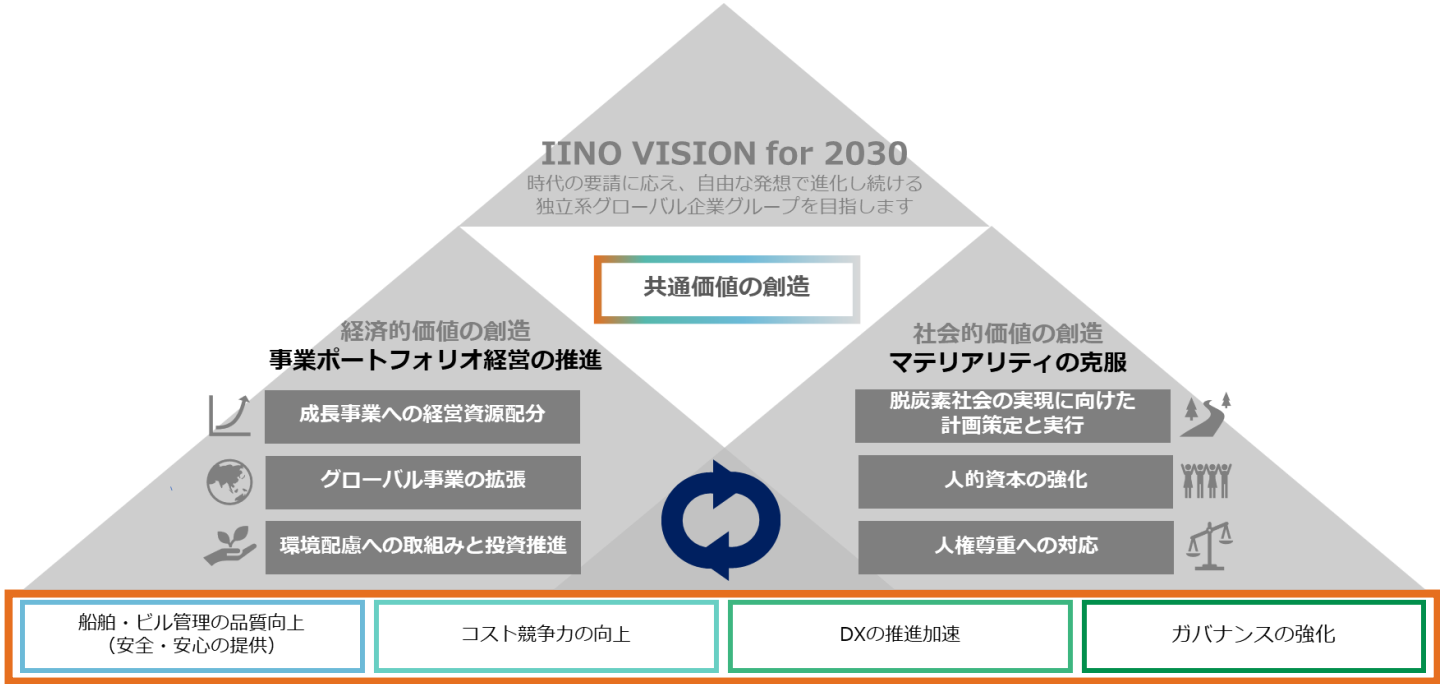 IINO VISION for 2030
時代の要請に応え、自由な発想で進化し続ける
独立系グローバル企業グループを目指します
共通価値の創造
経済的価値の創造
事業ポートフォリオ経営の推進
成長事業への経営資源配分
グローバル事業の拡張
環境配慮への取組みと投資推進
社会的価値の創造
マテリアリティの克服
脱炭素社会の実現に向けた
計画策定と実行
人的資本の強化
人権尊重への対応
船舶・ビル管理の品質向上
（安全・安心の提供）
コスト競争力の向上
DXの推進加速
ガバナンスの強化